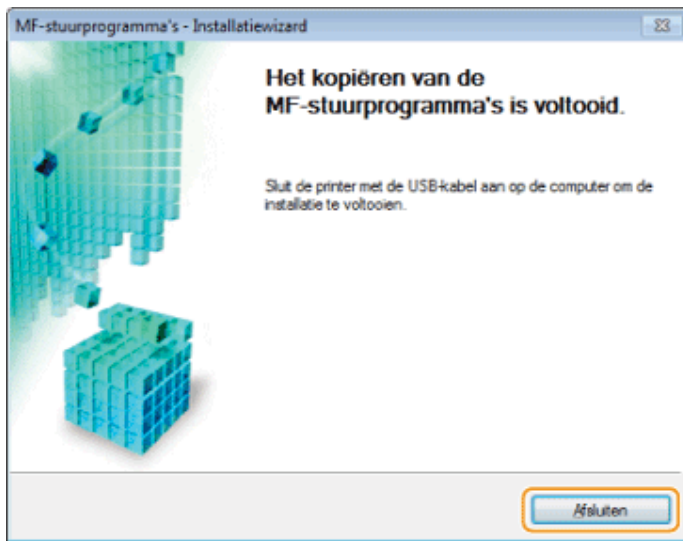 MF-stuurprogramma's - Installatiewizard
Het kopiëren van de
MF-stuurprogramma's is voltooid.
Sluit de printer met de USB-kabel aan op de computer om de
installatie te voltooien.
Afsluiten